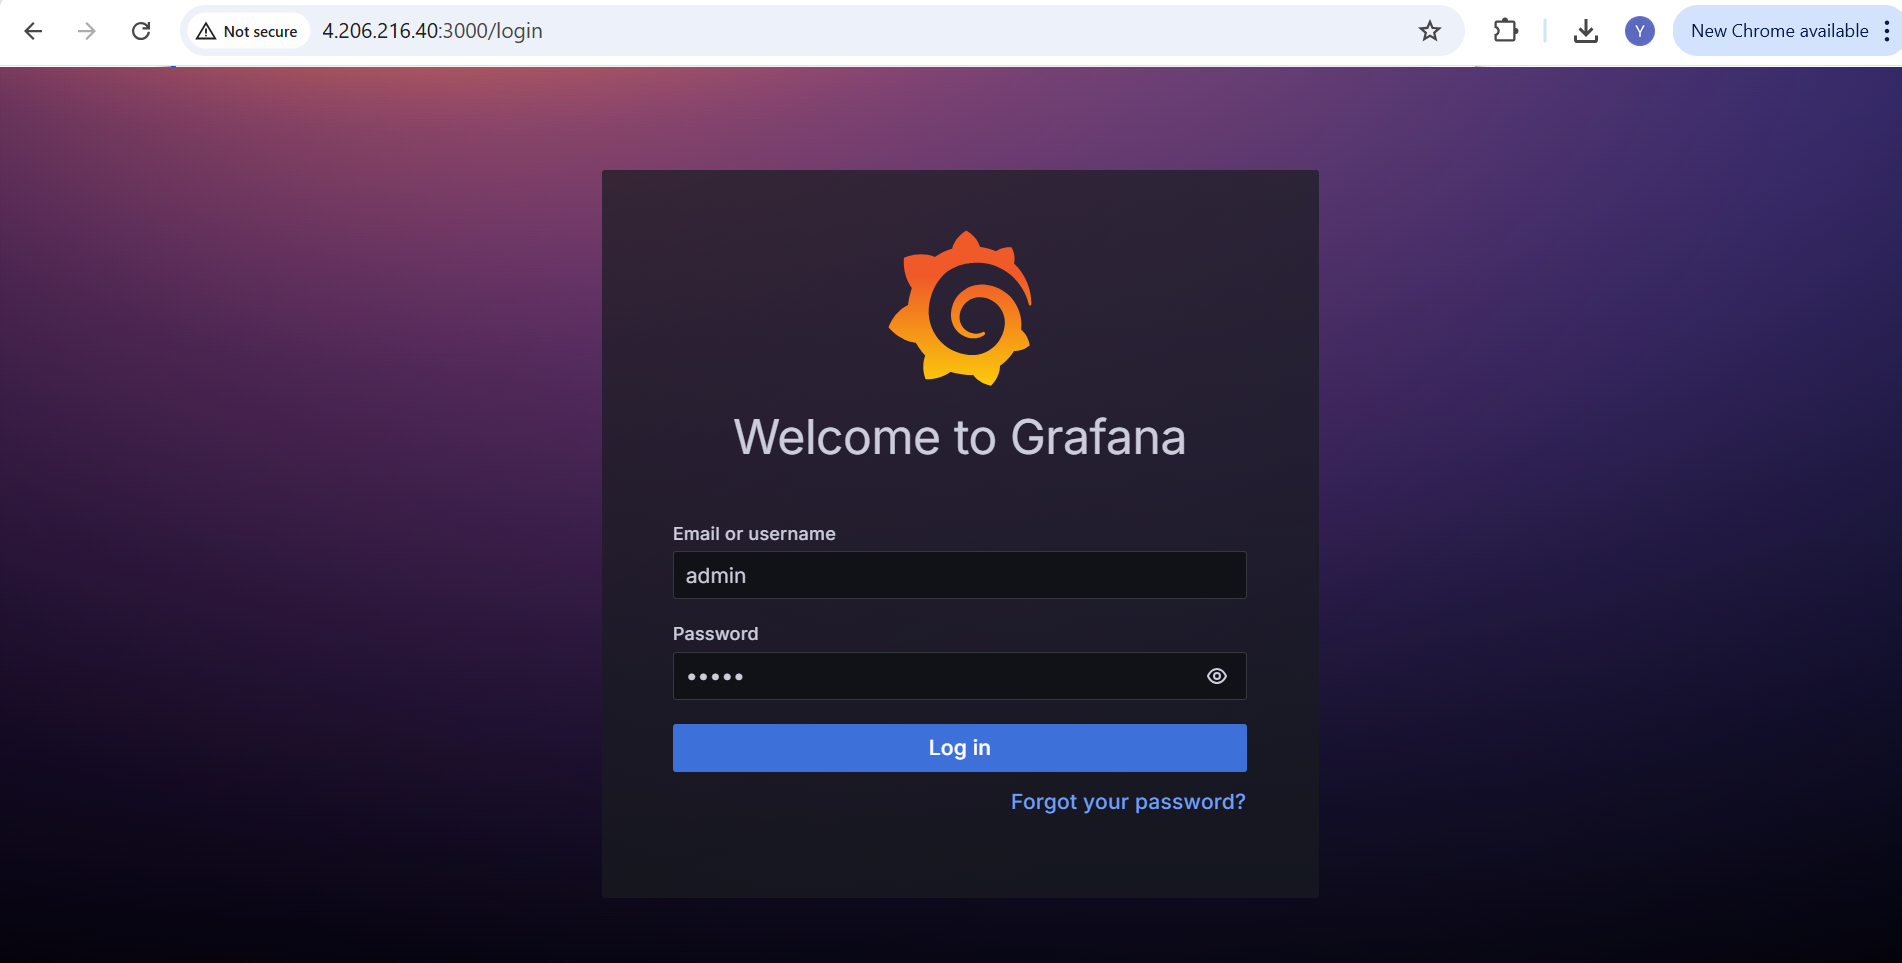 Not secure 4.206.216.40:3000/login Y New Chrome available
Welcome to Grafana
Email or username
admin
Password
•••••
Log in
Forgot your password?